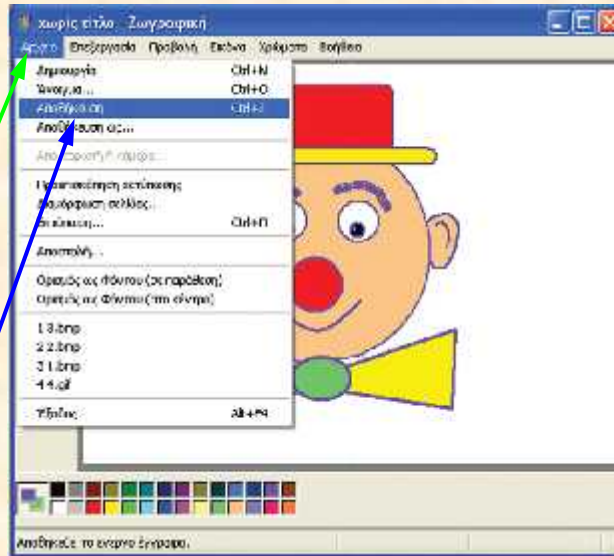 χωρίς τίτλο - Ζωγραφική
Αρχείο Επεξεργασία Προβολή Εικόνα Χρώματα Βοήθεια
Δημιουργία Ctrl+N
Άνοιγμα... Ctrl+O
Αποθήκευση
Αποθήκευση ως...
Προεπισκόπηση εκτύπωσης
Διαμόρφωση σελίδας...
Εκτύπωση...
Αποστολή...
Ορισμός ως Φόντου (σε παράθεση)
Ορισμός ως Φόντου (στο κέντρο)
1 3.bmp
2 2.bmp
3 1.bmp
4 4.gif
Έξοδος Alt+F4
Αποθηκεύει το ενεργό έγγραφο.